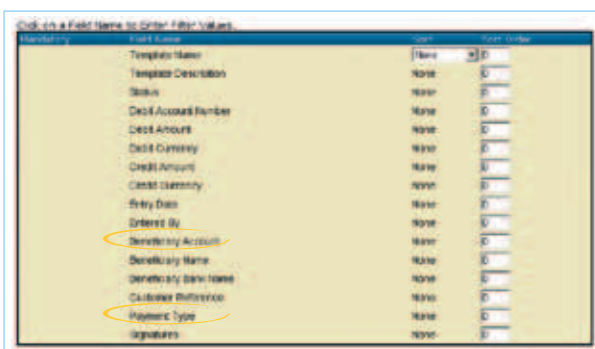 Click on a Field Name to Enter Filter Values.
Mandatory Field Name Sort Sort Order
Template Name None 0
Template Description None 0
Status None 0
Debit Account Number None 0
Debit Amount None 0
Debit Currency None 0
Credit Amount None 0
Credit Currency None 0
Entry Date None 0
Entered By None 0
Beneficiary Account None 0
Beneficiary Name None 0
Beneficiary Bank Name None 0
Customer Reference None 0
Payment Type None 0
Signatures None 0